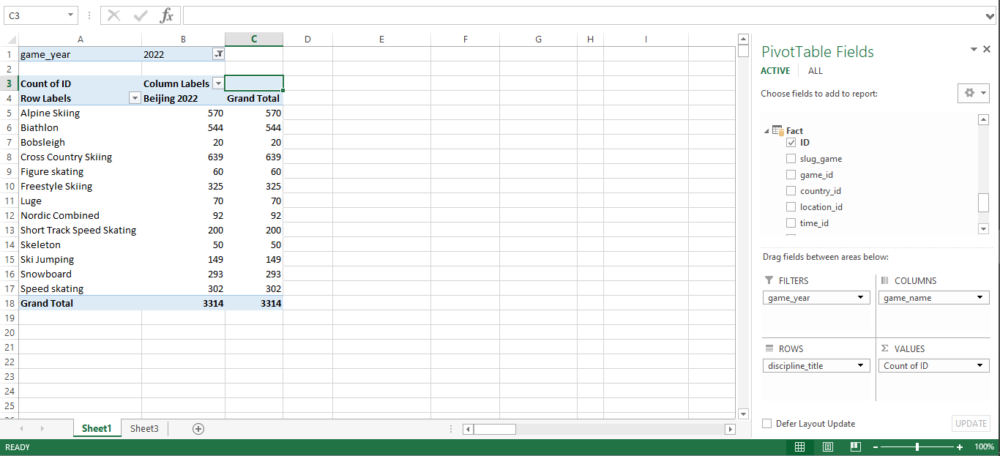 C3
fx
A B C D E F G H I
1 game_year 2022
2
3 Count of ID Column Labels
4 Row Labels Beijing 2022 Grand Total
5 Alpine Skiing 570 570
6 Biathlon 544 544
7 Bobsleigh 20 20
8 Cross Country Skiing 639 639
9 Figure skating 60 60
10 Freestyle Skiing 325 325
11 Luge 70 70
12 Nordic Combined 92 92
13 Short Track Speed Skating 200 200
14 Skeleton 50 50
15 Ski Jumping 149 149
16 Snowboard 293 293
17 Speed skating 302 302
18 Grand Total 3314 3314
19
20
21
22
23
24
25
Sheet1 Sheet3
READY
100%
PivotTable Fields
ACTIVE ALL
Choose fields to add to report:
Fact
ID
slug_game
game_id
country_id
location_id
time_id
Drag fields between areas below:
FILTERS
game_year
COLUMNS
game_name
ROWS
discipline_title
Σ VALUES
Count of ID
Defer Layout Update
UPDATE